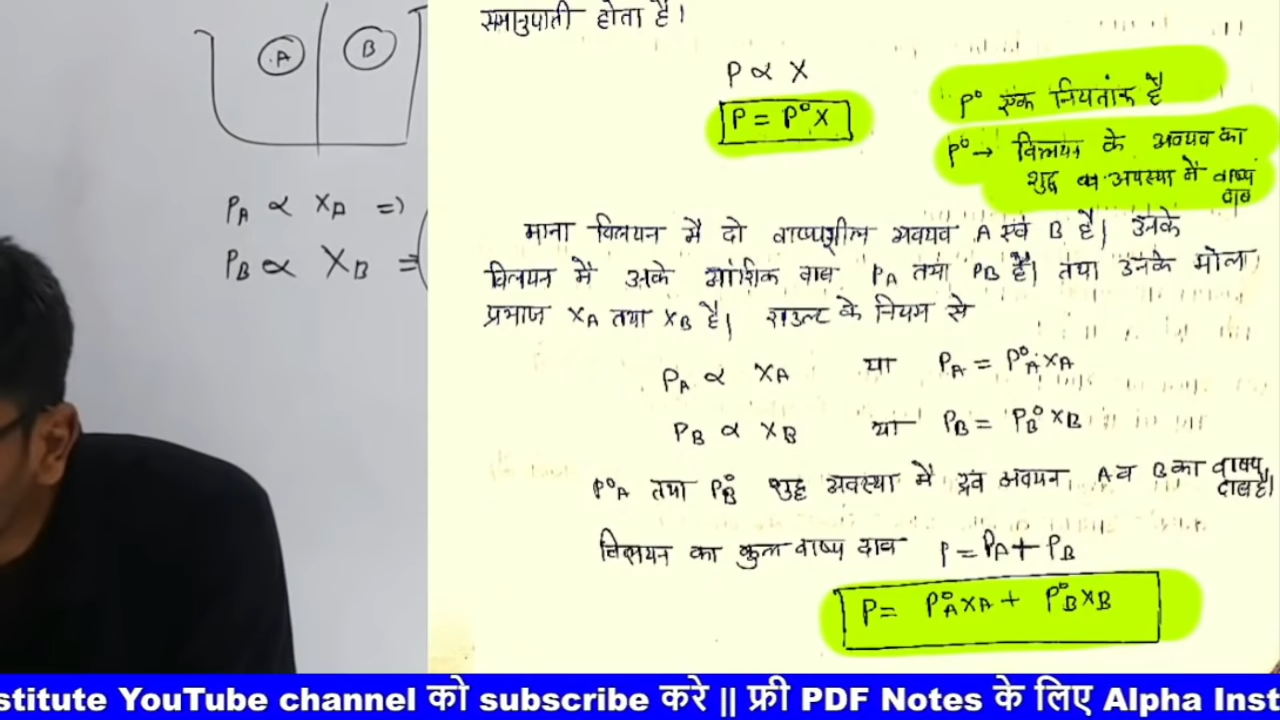 A B
PA ∝ XA =>
PB ∝ XB =>
समानुपाती होता है।
P ∝ X
P = P° X
P° एक नियतांक है
P° → विलयन के अवयव का
शुद्ध अवस्था में वाष्प
दाब
माना विलयन में दो वाष्पशील अवयव A एवं B है। उनके
विलयन में उनके आंशिक दाब PA तथा PB हैं। तथा उनके मोल
प्रभाज XA तथा XB है। राउल्ट के नियम से
PA ∝ XA या PA = P°A XA
PB ∝ XB या PB = P°B XB
P°A तथा P°B शुद्ध अवस्था में द्रव अवयव A व B का वाष्प
दाब है।
विलयन का कुल वाष्प दाब P = PA + PB
P = P°A XA + P°B XB
stitute YouTube channel को subscribe करे || फ्री PDF Notes के लिए Alpha Inst